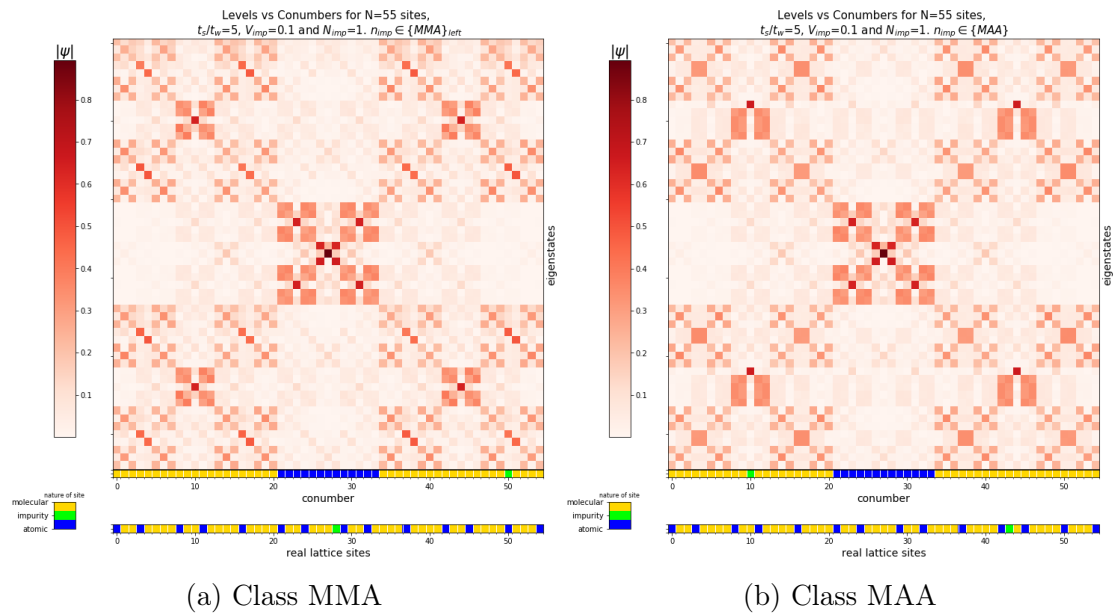 Levels vs Conumbers for N=55 sites,
t_s/t_w=5, V_imp=0.1 and N_imp=1. n_imp∈{MMA}_left
|ψ|
0.8
0.7
0.6
0.5
0.4
0.3
0.2
0.1
eigenstates
nature of site
molecular
impurity
atomic
0 10 20 30 40 50
conumber
0 10 20 30 40 50
real lattice sites
(a) Class MMA
Levels vs Conumbers for N=55 sites,
t_s/t_w=5, V_imp=0.1 and N_imp=1. n_imp∈{MAA}
|ψ|
0.8
0.7
0.6
0.5
0.4
0.3
0.2
0.1
eigenstates
nature of site
molecular
impurity
atomic
0 10 20 30 40 50
conumber
0 10 20 30 40 50
real lattice sites
(b) Class MAA